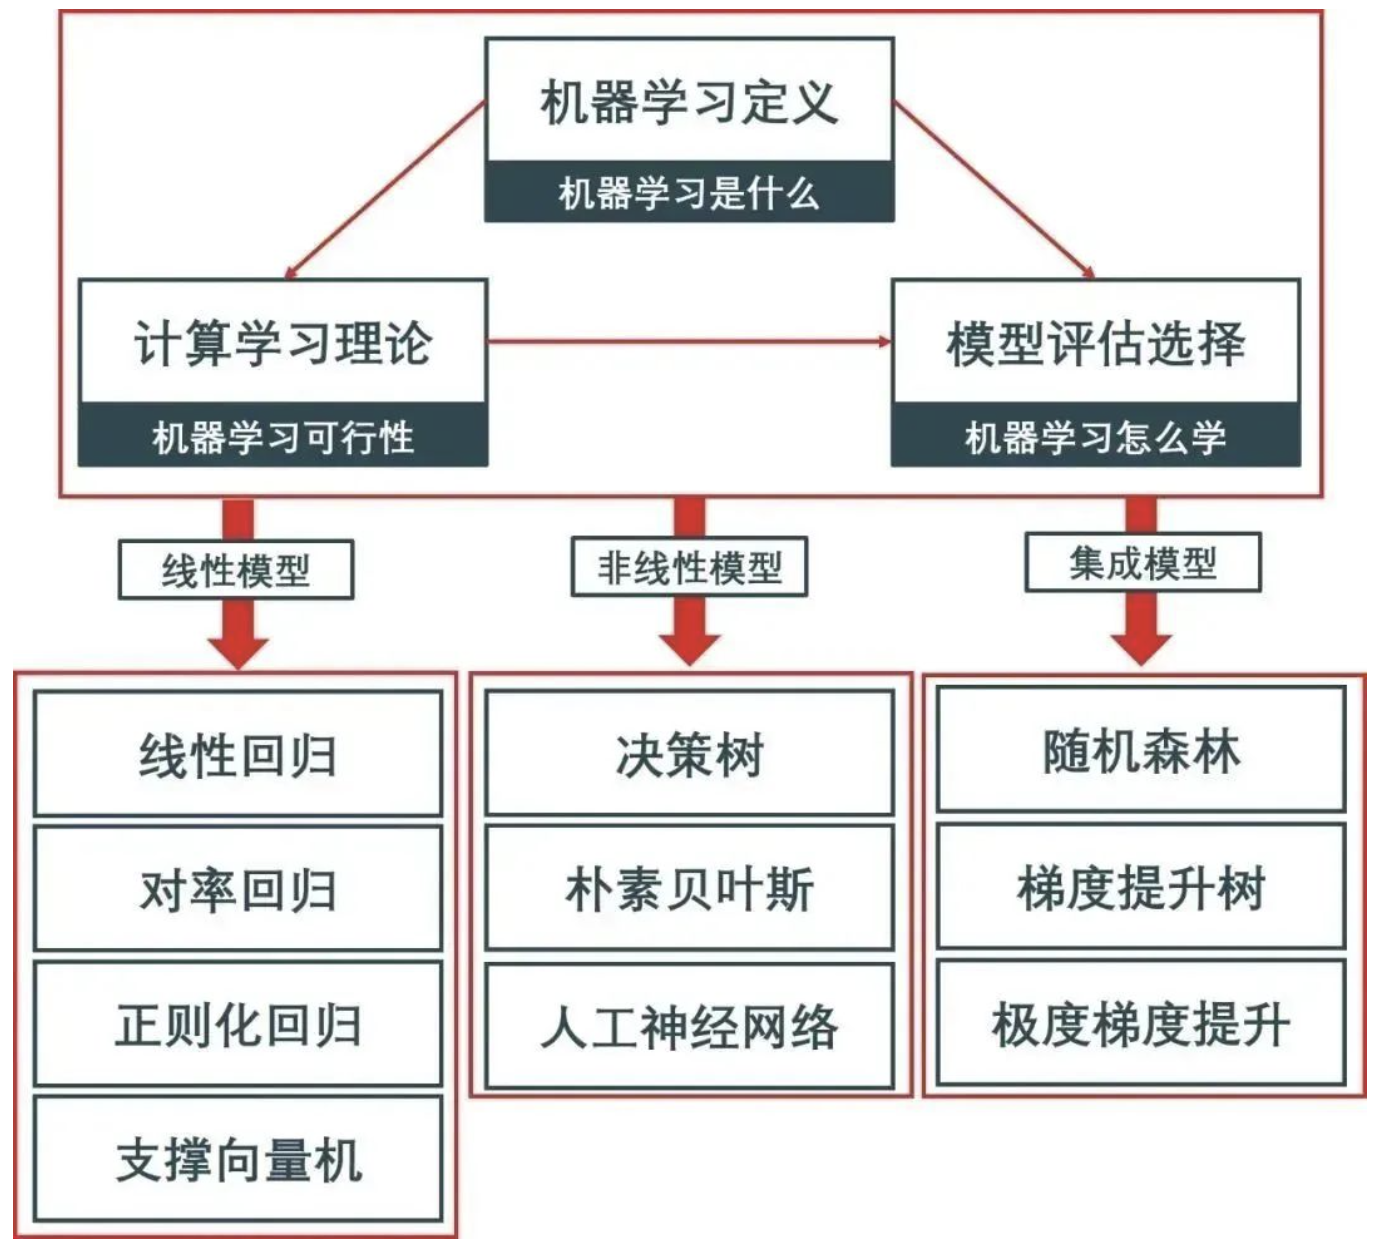 机器学习定义
机器学习是什么
计算学习理论
机器学习可行性
模型评估选择
机器学习怎么学
线性模型
非线性模型
集成模型
线性回归
对率回归
正则化回归
支撑向量机
决策树
朴素贝叶斯
人工神经网络
随机森林
梯度提升树
极度梯度提升